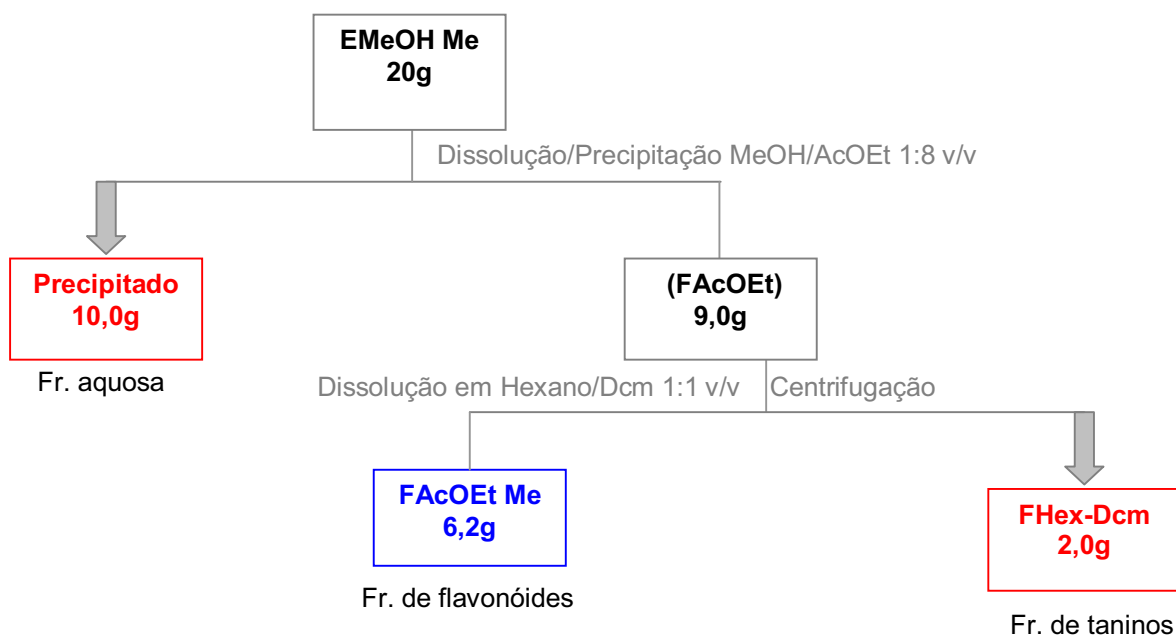 EMeOH Me
20g
Dissolução/Precipitação MeOH/AcOEt 1:8 v/v
Precipitado
10,0g
(FAcOEt)
9,0g
Fr. aquosa
Dissolução em Hexano/Dcm 1:1 v/v
Centrifugação
FAcOEt Me
6,2g
FHex-Dcm
2,0g
Fr. de flavonóides
Fr. de taninos